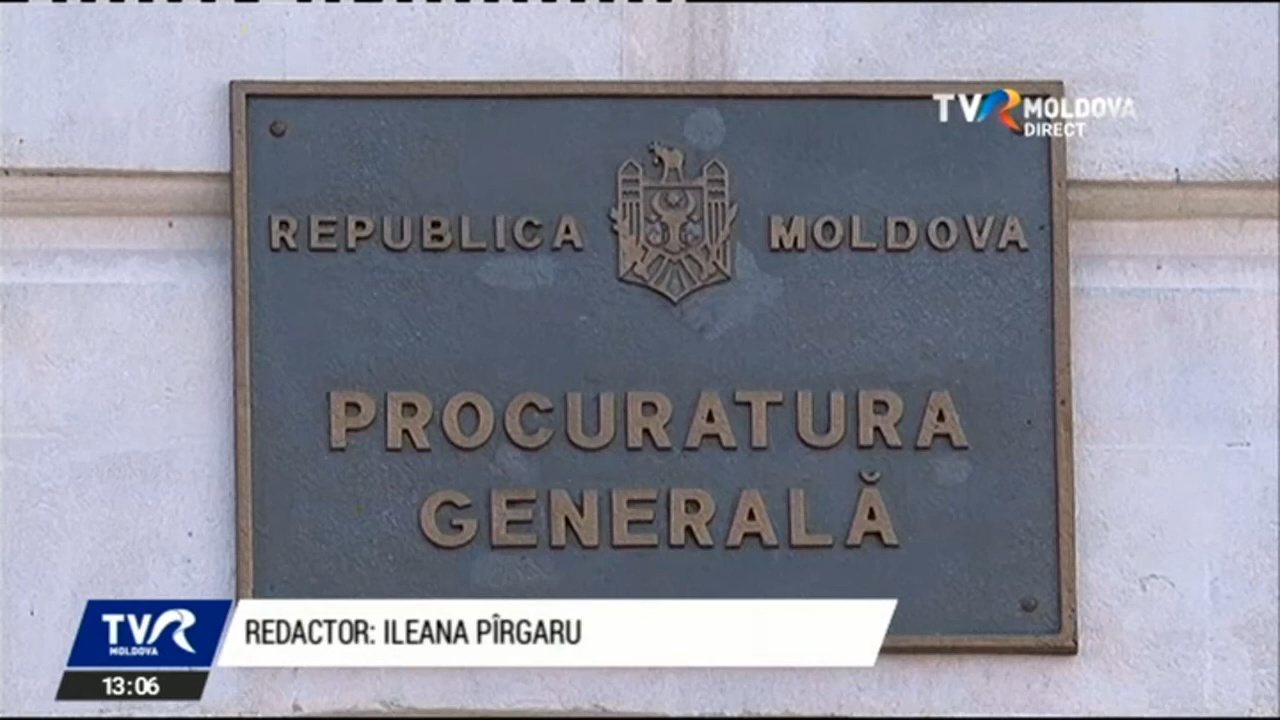 TVR MOLDOVA
DIRECT
REPUBLICA MOLDOVA
PROCURATURA
GENERALĂ
TVR
MOLDOVA
REDACTOR: ILEANA PÎRGARU
13:06